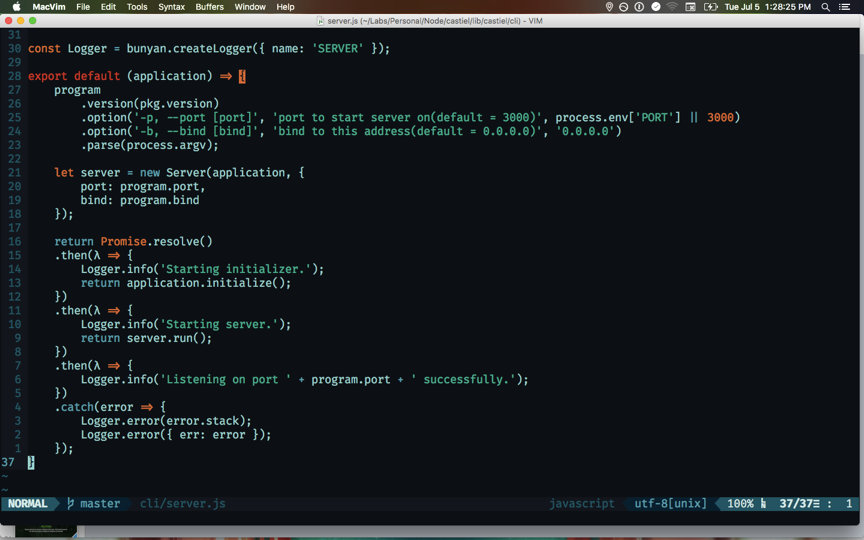 MacVim File Edit Tools Syntax Buffers Window Help Tue Jul 5 1:28:25 PM
server.js (~/Labs/Personal/Node/castiel/lib/castiel/cli) - VIM
31
30 const Logger = bunyan.createLogger({ name: 'SERVER' });
29
28 export default (application) ⇒ {
27     program
26         .version(pkg.version)
25         .option('-p, --port [port]', 'port to start server on(default = 3000)', process.env['PORT'] || 3000)
24         .option('-b, --bind [bind]', 'bind to this address(default = 0.0.0.0)', '0.0.0.0')
23         .parse(process.argv);
22
21     let server = new Server(application, {
20         port: program.port,
19         bind: program.bind
18     });
17
16     return Promise.resolve()
15     .then(λ ⇒ {
14         Logger.info('Starting initializer.');
13         return application.initialize();
12     })
11     .then(λ ⇒ {
10         Logger.info('Starting server.');
9         return server.run();
8     })
7     .then(λ ⇒ {
6         Logger.info('Listening on port ' + program.port + ' successfully.');
5     })
4     .catch(error ⇒ {
3         Logger.error(error.stack);
2         Logger.error({ err: error });
1     });
37 }
~
~
NORMAL master cli/server.js javascript utf-8[unix] 100% 37/37≡ : 1